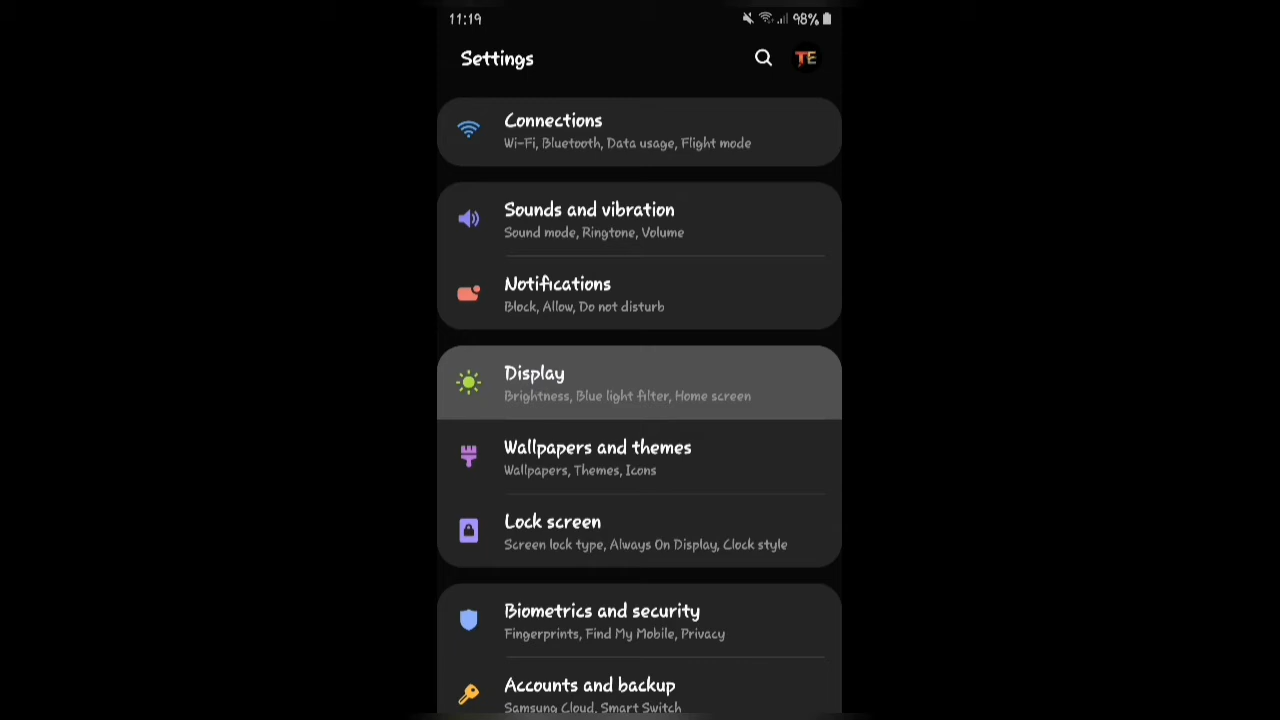 11:19
98%
Settings
TE
Connections
Wi-Fi, Bluetooth, Data usage, Flight mode
Sounds and vibration
Sound mode, Ringtone, Volume
Notifications
Block, Allow, Do not disturb
Display
Brightness, Blue light filter, Home screen
Wallpapers and themes
Wallpapers, Themes, Icons
Lock screen
Screen lock type, Always On Display, Clock style
Biometrics and security
Fingerprints, Find My Mobile, Privacy
Accounts and backup
Samsung Cloud, Smart Switch